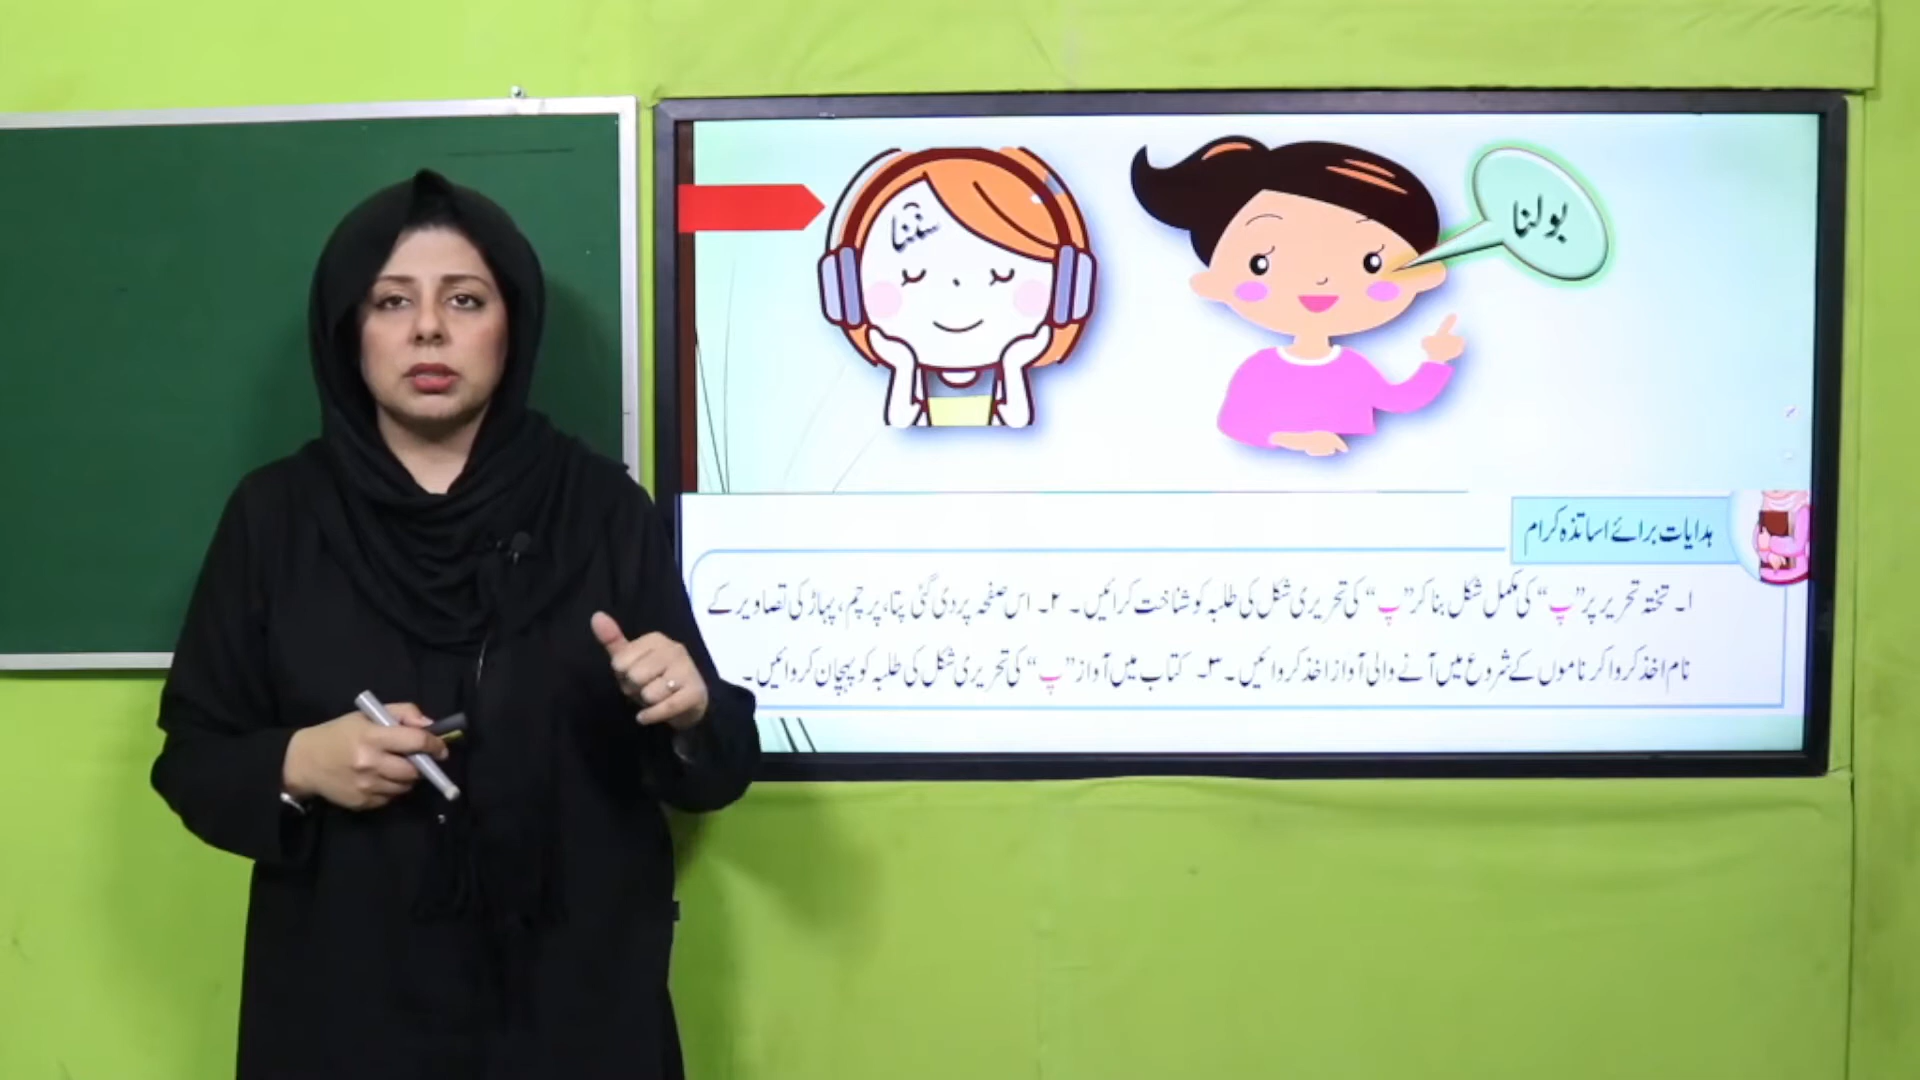 سننا
بولنا
ہدایات برائے اساتذہ کرام
۱۔ تختہ تحریر پر ”پ“ کی مکمل شکل بنا کر ”پ“ کی تحریری شکل کی طلبہ کو شناخت کرائیں۔ ۲۔ اس صفحہ پر دی گئی پتا، پرچم، پہاڑ کی تصاویر کے
نام اخذ کروا کر ناموں کے شروع میں آنے والی آواز اخذ کروائیں۔ ۳۔ کتاب میں آواز ”پ“ کی تحریری شکل کی طلبہ کو پہچان کروائیں۔